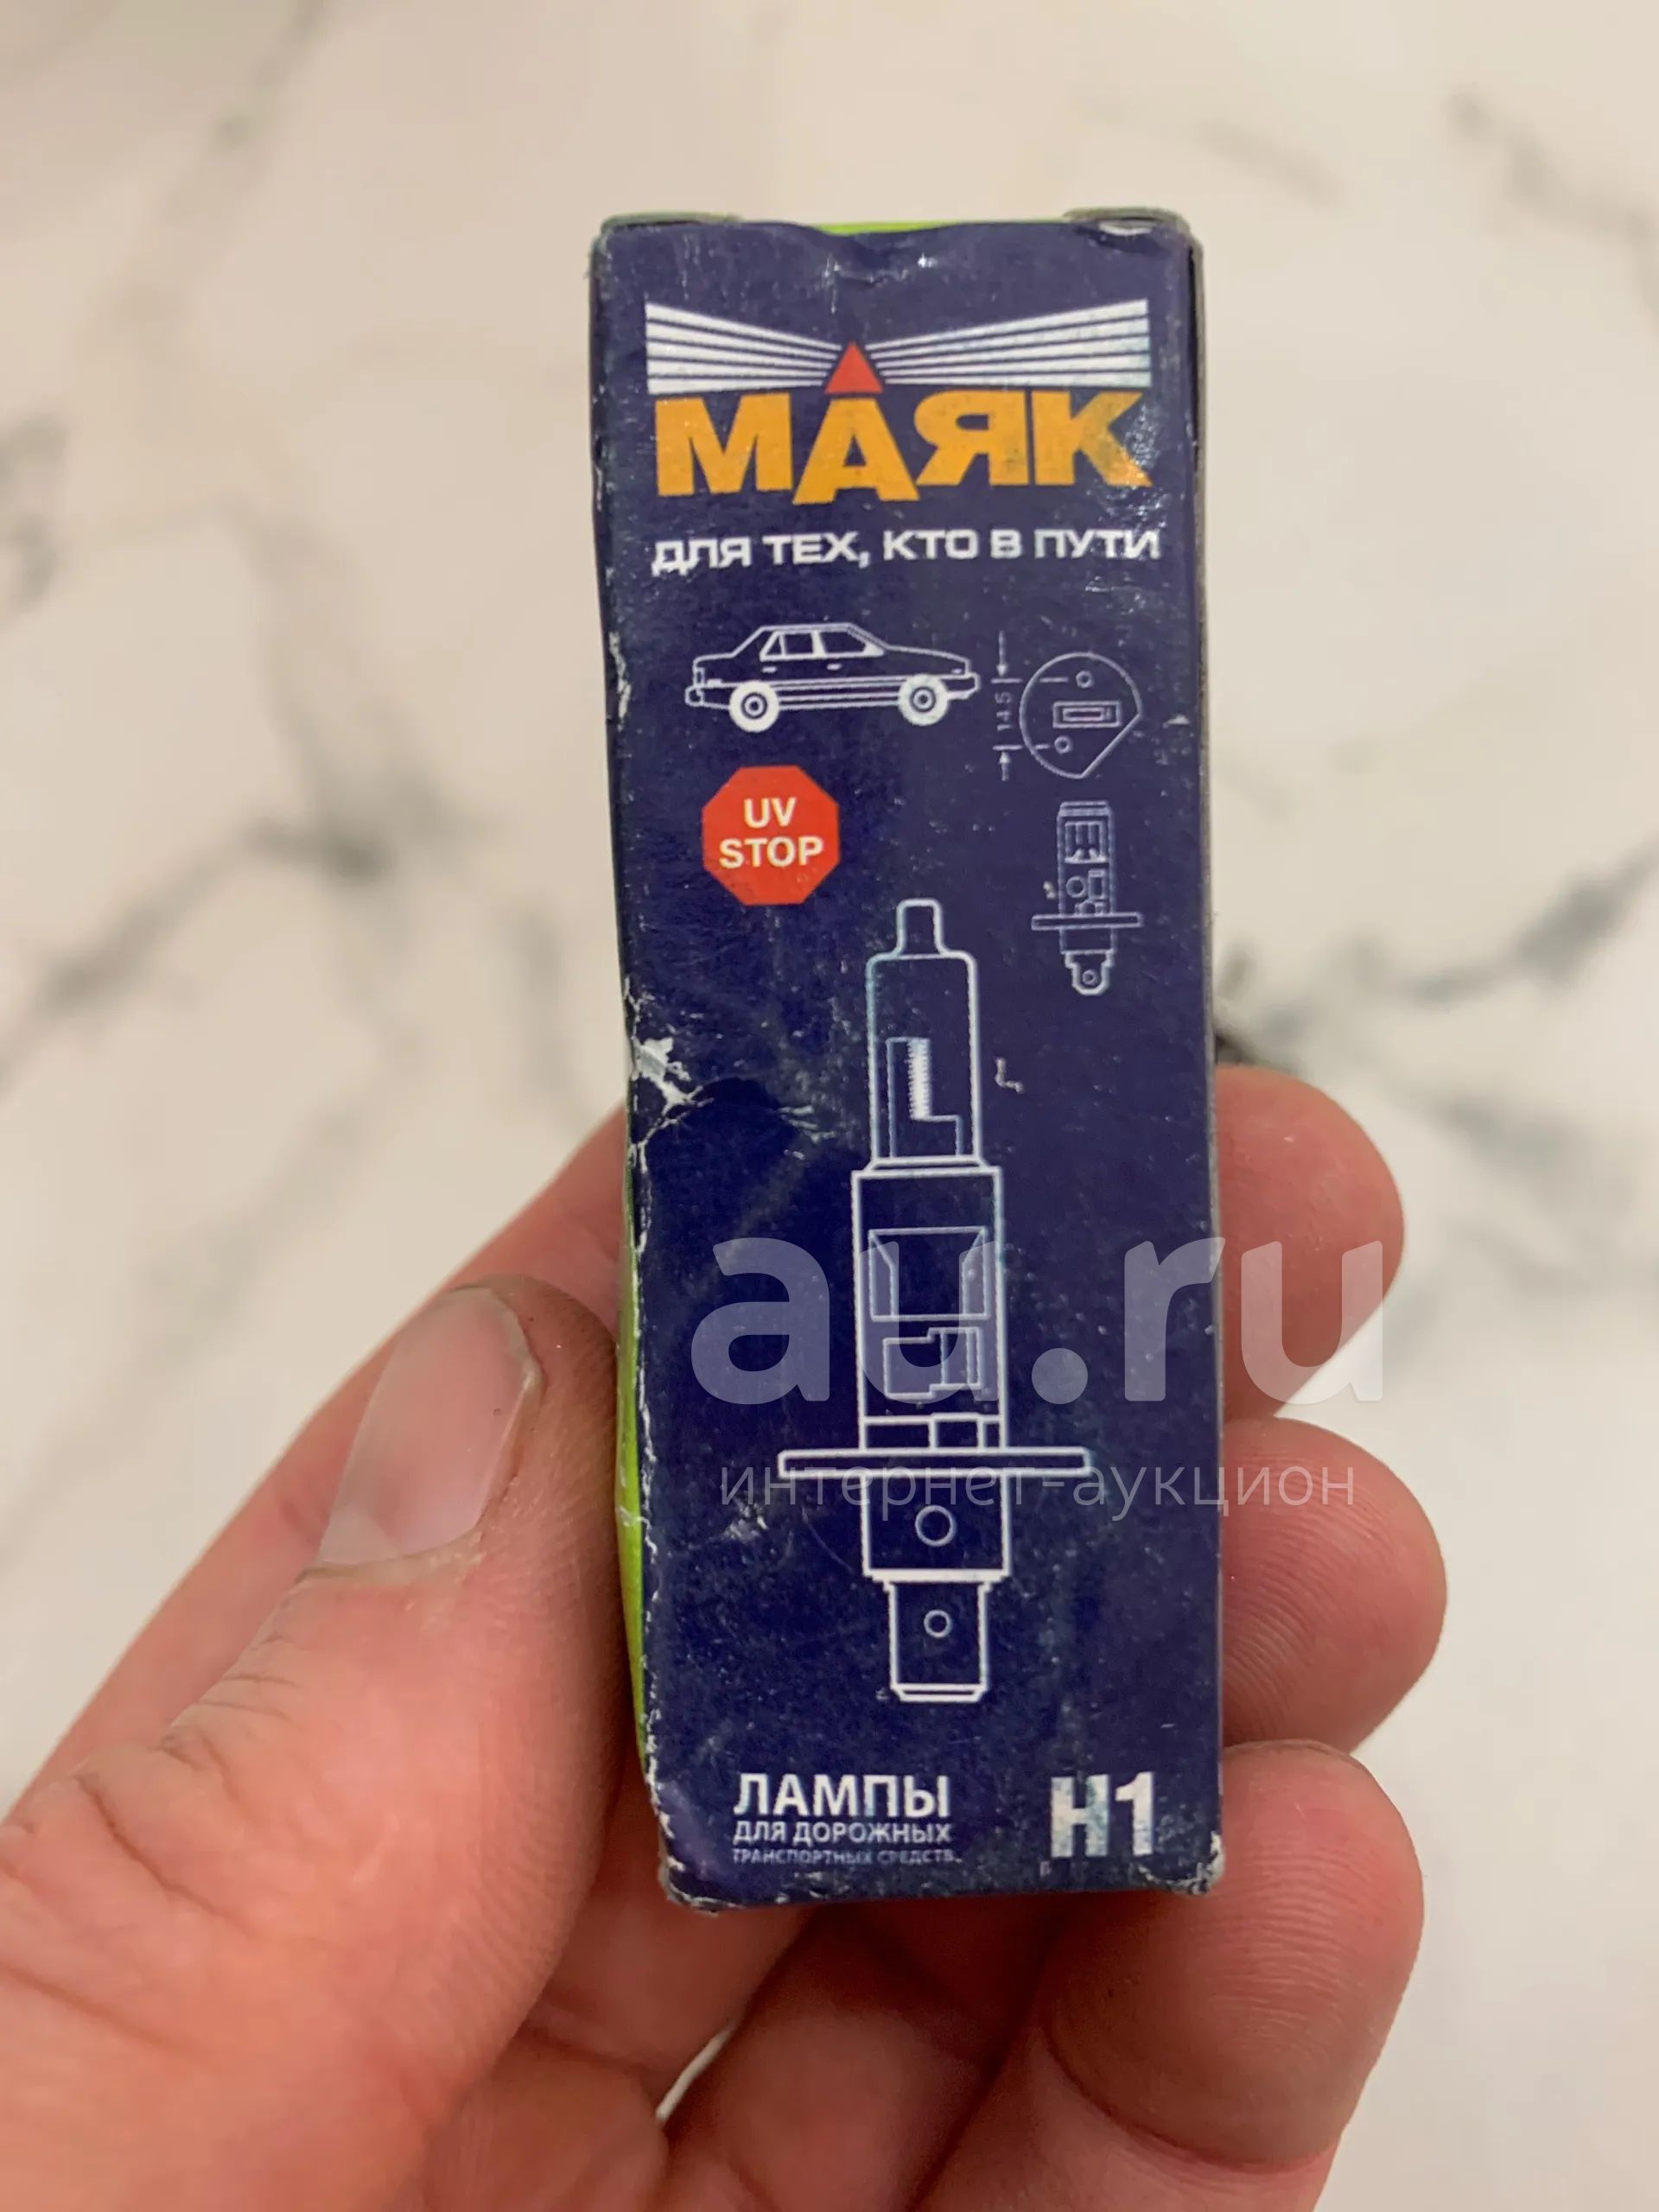 МАЯК
ДЛЯ ТЕХ, КТО В ПУТИ
14.5
UV
STOP
au.ru
интернет-аукцион
ЛАМПЫ
ДЛЯ ДОРОЖНЫХ
ТРАНСПОРТНЫХ СРЕДСТВ
H1